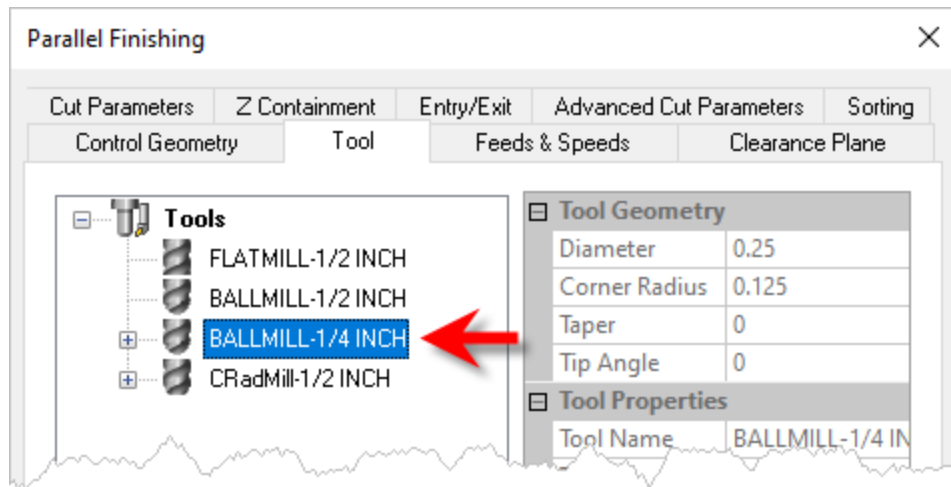 Parallel Finishing
Cut Parameters Z Containment Entry/Exit Advanced Cut Parameters Sorting
Control Geometry Tool Feeds & Speeds Clearance Plane
Tools
FLATMILL-1/2 INCH
BALLMILL-1/2 INCH
BALLMILL-1/4 INCH
CRadMill-1/2 INCH
Tool Geometry
Diameter 0.25
Corner Radius 0.125
Taper 0
Tip Angle 0
Tool Properties
Tool Name BALLMILL-1/4 IN